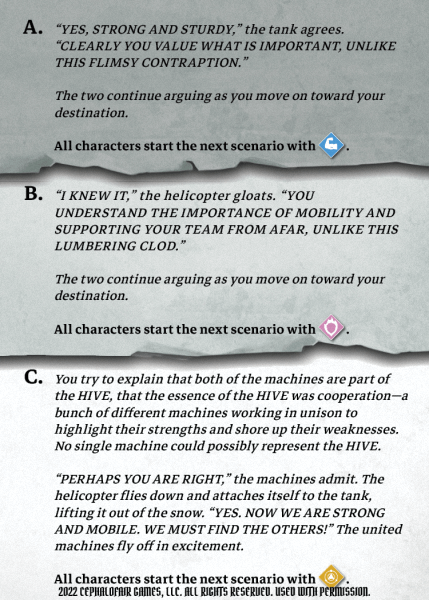 A. “YES, STRONG AND STURDY,” the tank agrees.
“CLEARLY YOU VALUE WHAT IS IMPORTANT, UNLIKE
THIS FLIMSY CONTRAPTION.”
The two continue arguing as you move on toward your
destination.
All characters start the next scenario with .
B. “I KNEW IT,” the helicopter gloats. “YOU
UNDERSTAND THE IMPORTANCE OF MOBILITY AND
SUPPORTING YOUR TEAM FROM AFAR, UNLIKE THIS
LUMBERING CLOD.”
The two continue arguing as you move on toward your
destination.
All characters start the next scenario with .
C. You try to explain that both of the machines are part of
the HIVE, that the essence of the HIVE was cooperation—a
bunch of different machines working in unison to
highlight their strengths and shore up their weaknesses.
No single machine could possibly represent the HIVE.
“PERHAPS YOU ARE RIGHT,” the machines admit. The
helicopter flies down and attaches itself to the tank,
lifting it out of the snow. “YES. NOW WE ARE STRONG
AND MOBILE. WE MUST FIND THE OTHERS!” The united
machines fly off in excitement.
All characters start the next scenario with .
2022 CEPHALOFAIR GAMES, LLC. ALL RIGHTS RESERVED. USED WITH PERMISSION.